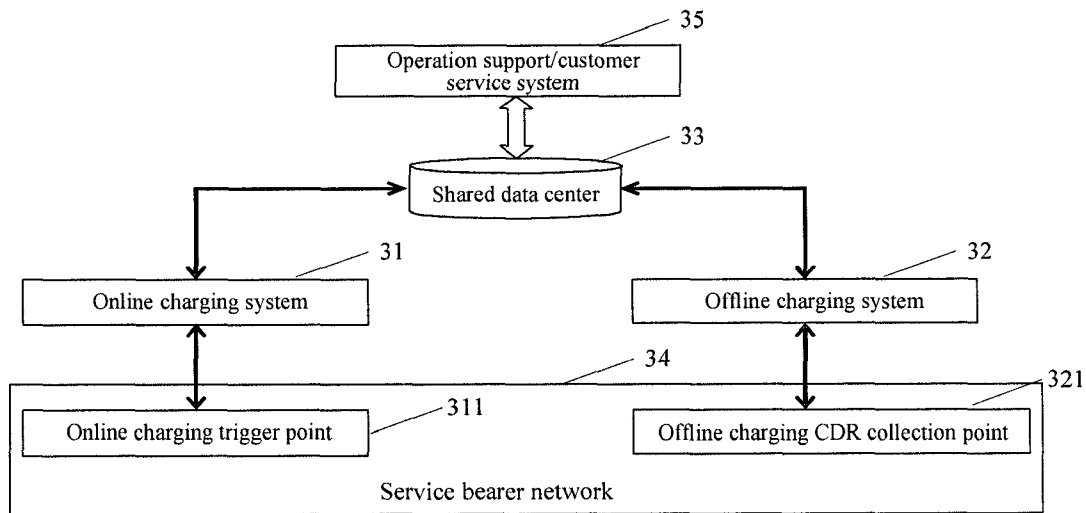 35
Operation support/customer
service system
33
Shared data center
31
32
Online charging system
Offline charging system
34
321
311
Online charging trigger point
Offline charging CDR collection point
Service bearer network